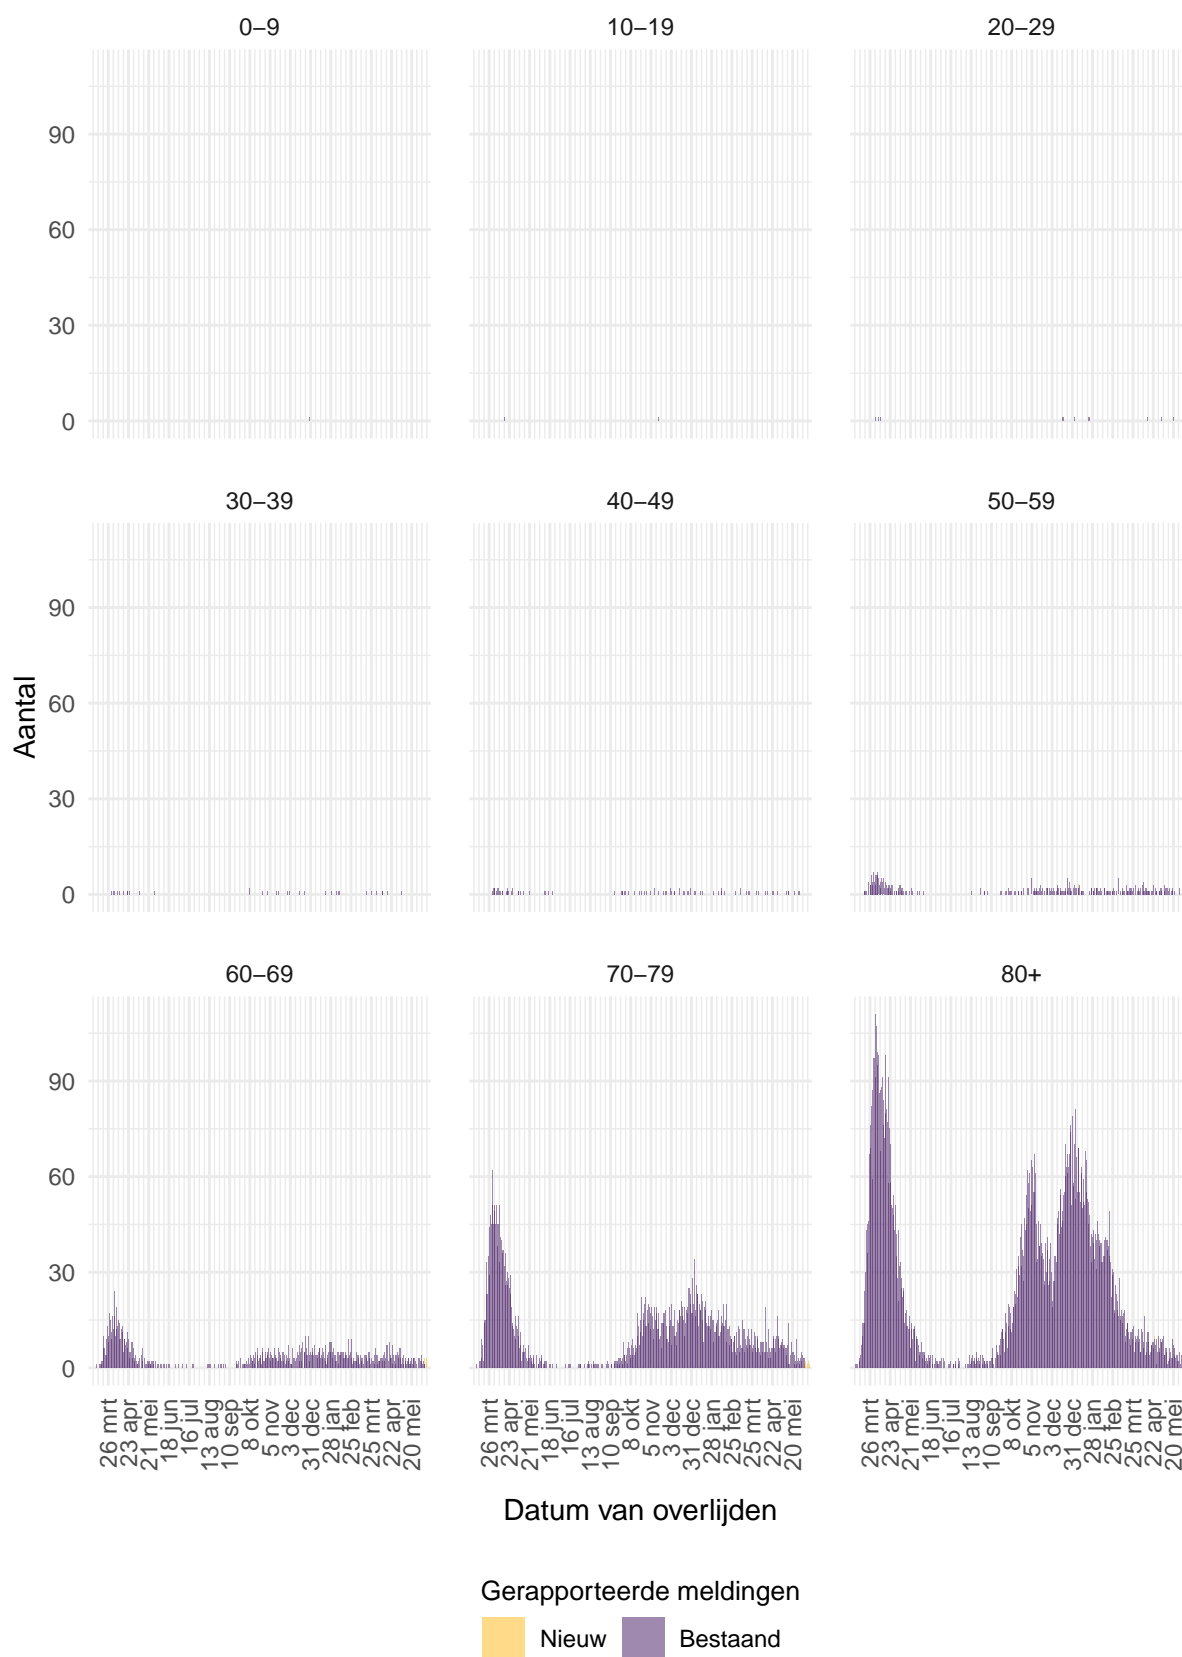 0–9 10–19 20–29
90
60
30
0
30–39 40–49 50–59
90
60
30
0
Aantal
60–69 70–79 80+
90
60
30
0
26 mrt 23 apr 21 mei 18 jun 16 jul 13 aug 10 sep 8 okt 5 nov 3 dec 31 dec 28 jan 25 feb 25 mrt 22 apr 20 mei
26 mrt 23 apr 21 mei 18 jun 16 jul 13 aug 10 sep 8 okt 5 nov 3 dec 31 dec 28 jan 25 feb 25 mrt 22 apr 20 mei
26 mrt 23 apr 21 mei 18 jun 16 jul 13 aug 10 sep 8 okt 5 nov 3 dec 31 dec 28 jan 25 feb 25 mrt 22 apr 20 mei
Datum van overlijden
Gerapporteerde meldingen
Nieuw Bestaand